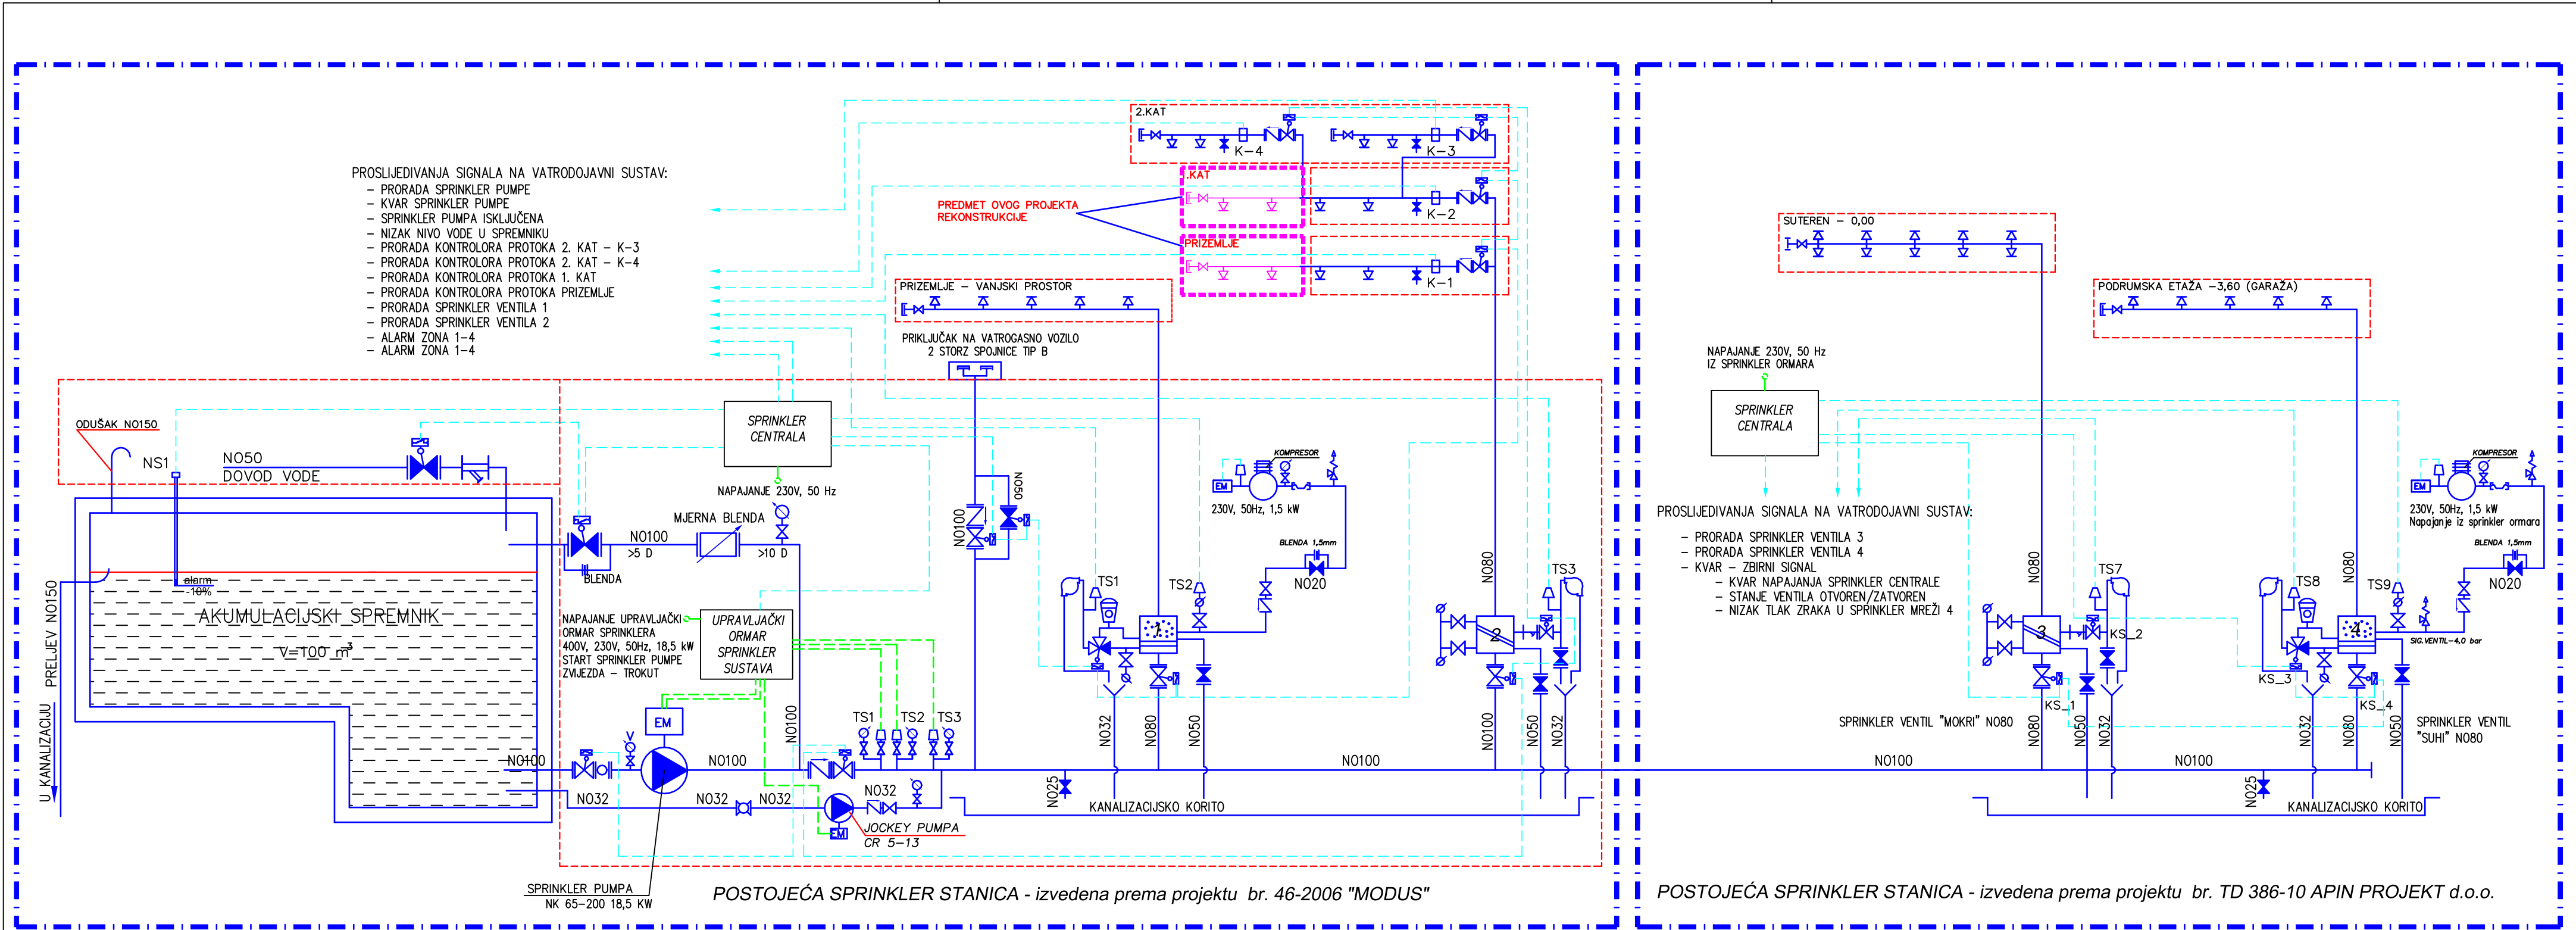 2.KAT
K-4
K-3
.KAT
K-2
PREDMET OVOG PROJEKTA
REKONSTRUKCIJE
PRIZEMLJE
K-1
PROSLIJEDIVANJA SIGNALA NA VATRODOJAVNI SUSTAV:
- PRORADA SPRINKLER PUMPE
- KVAR SPRINKLER PUMPE
- SPRINKLER PUMPA ISKLJUČENA
- NIZAK NIVO VODE U SPREMNIKU
- PRORADA KONTROLORA PROTOKA 2. KAT - K-3
- PRORADA KONTROLORA PROTOKA 2. KAT - K-4
- PRORADA KONTROLORA PROTOKA 1. KAT
- PRORADA KONTROLORA PROTOKA PRIZEMLJE
- PRORADA SPRINKLER VENTILA 1
- PRORADA SPRINKLER VENTILA 2
- ALARM ZONA 1-4
- ALARM ZONA 1-4
PRIZEMLJE - VANJSKI PROSTOR
PRIKLJUČAK NA VATROGASNO VOZILO
2 STORZ SPOJNICE TIP B
ODUŠAK NO150
NS1
NO50
DOVOD VODE
SPRINKLER
CENTRALA
NAPAJANJE 230V, 50 Hz
MJERNA BLENDA
NO100
>5 D
>10 D
BLENDA
NO100
NO50
KOMPRESOR
EM
230V, 50Hz, 1,5 kW
BLENDA 1,5mm
NO20
alarm
-10%
AKUMULACIJSKI SPREMNIK
V=100 m3
PRELJEV NO150
U KANALIZACIJU
NAPAJANJE UPRAVLJAČKI
ORMAR SPRINKLERA
400V, 230V, 50Hz, 18,5 kW
START SPRINKLER PUMPE
ZVIJEZDA - TROKUT
UPRAVLJAČKI
ORMAR
SPRINKLER
SUSTAVA
TS1
TS2
1
NO80
TS3
2
EM
V
NO100
TS1
TS2
TS3
NO32
NO80
NO50
NO100
NO50
NO32
NO100
NO100
NO100
NO32
NO32
NO32
NO25
KANALIZACIJSKO KORITO
EM
JOCKEY PUMPA
CR 5-13
SPRINKLER PUMPA
NK 65-200 18,5 KW
POSTOJEĆA SPRINKLER STANICA - izvedena prema projektu br. 46-2006 "MODUS"
SUTEREN - 0,00
PODRUMSKA ETAŽA -3,60 (GARAŽA)
NAPAJANJE 230V, 50 Hz
IZ SPRINKLER ORMARA
SPRINKLER
CENTRALA
PROSLIJEDIVANJA SIGNALA NA VATRODOJAVNI SUSTAV:
- PRORADA SPRINKLER VENTILA 3
- PRORADA SPRINKLER VENTILA 4
- KVAR - ZBIRNI SIGNAL
- KVAR NAPAJANJA SPRINKLER CENTRALE
- STANJE VENTILA OTVOREN/ZATVOREN
- NIZAK TLAK ZRAKA U SPRINKLER MREŽI 4
KOMPRESOR
EM
230V, 50Hz, 1,5 kW
Napajanje iz sprinkler ormara
BLENDA 1,5mm
NO20
NO80
TS7
3
KS_2
KS_1
TS8
NO80
TS9
4
SIG.VENTIL-4,0 bar
KS_3
KS_4
SPRINKLER VENTIL "MOKRI" NO80
NO80
NO50
NO32
NO32
NO80
NO50
SPRINKLER VENTIL
"SUHI" NO80
NO100
NO100
NO25
KANALIZACIJSKO KORITO
POSTOJEĆA SPRINKLER STANICA - izvedena prema projektu br. TD 386-10 APIN PROJEKT d.o.o.